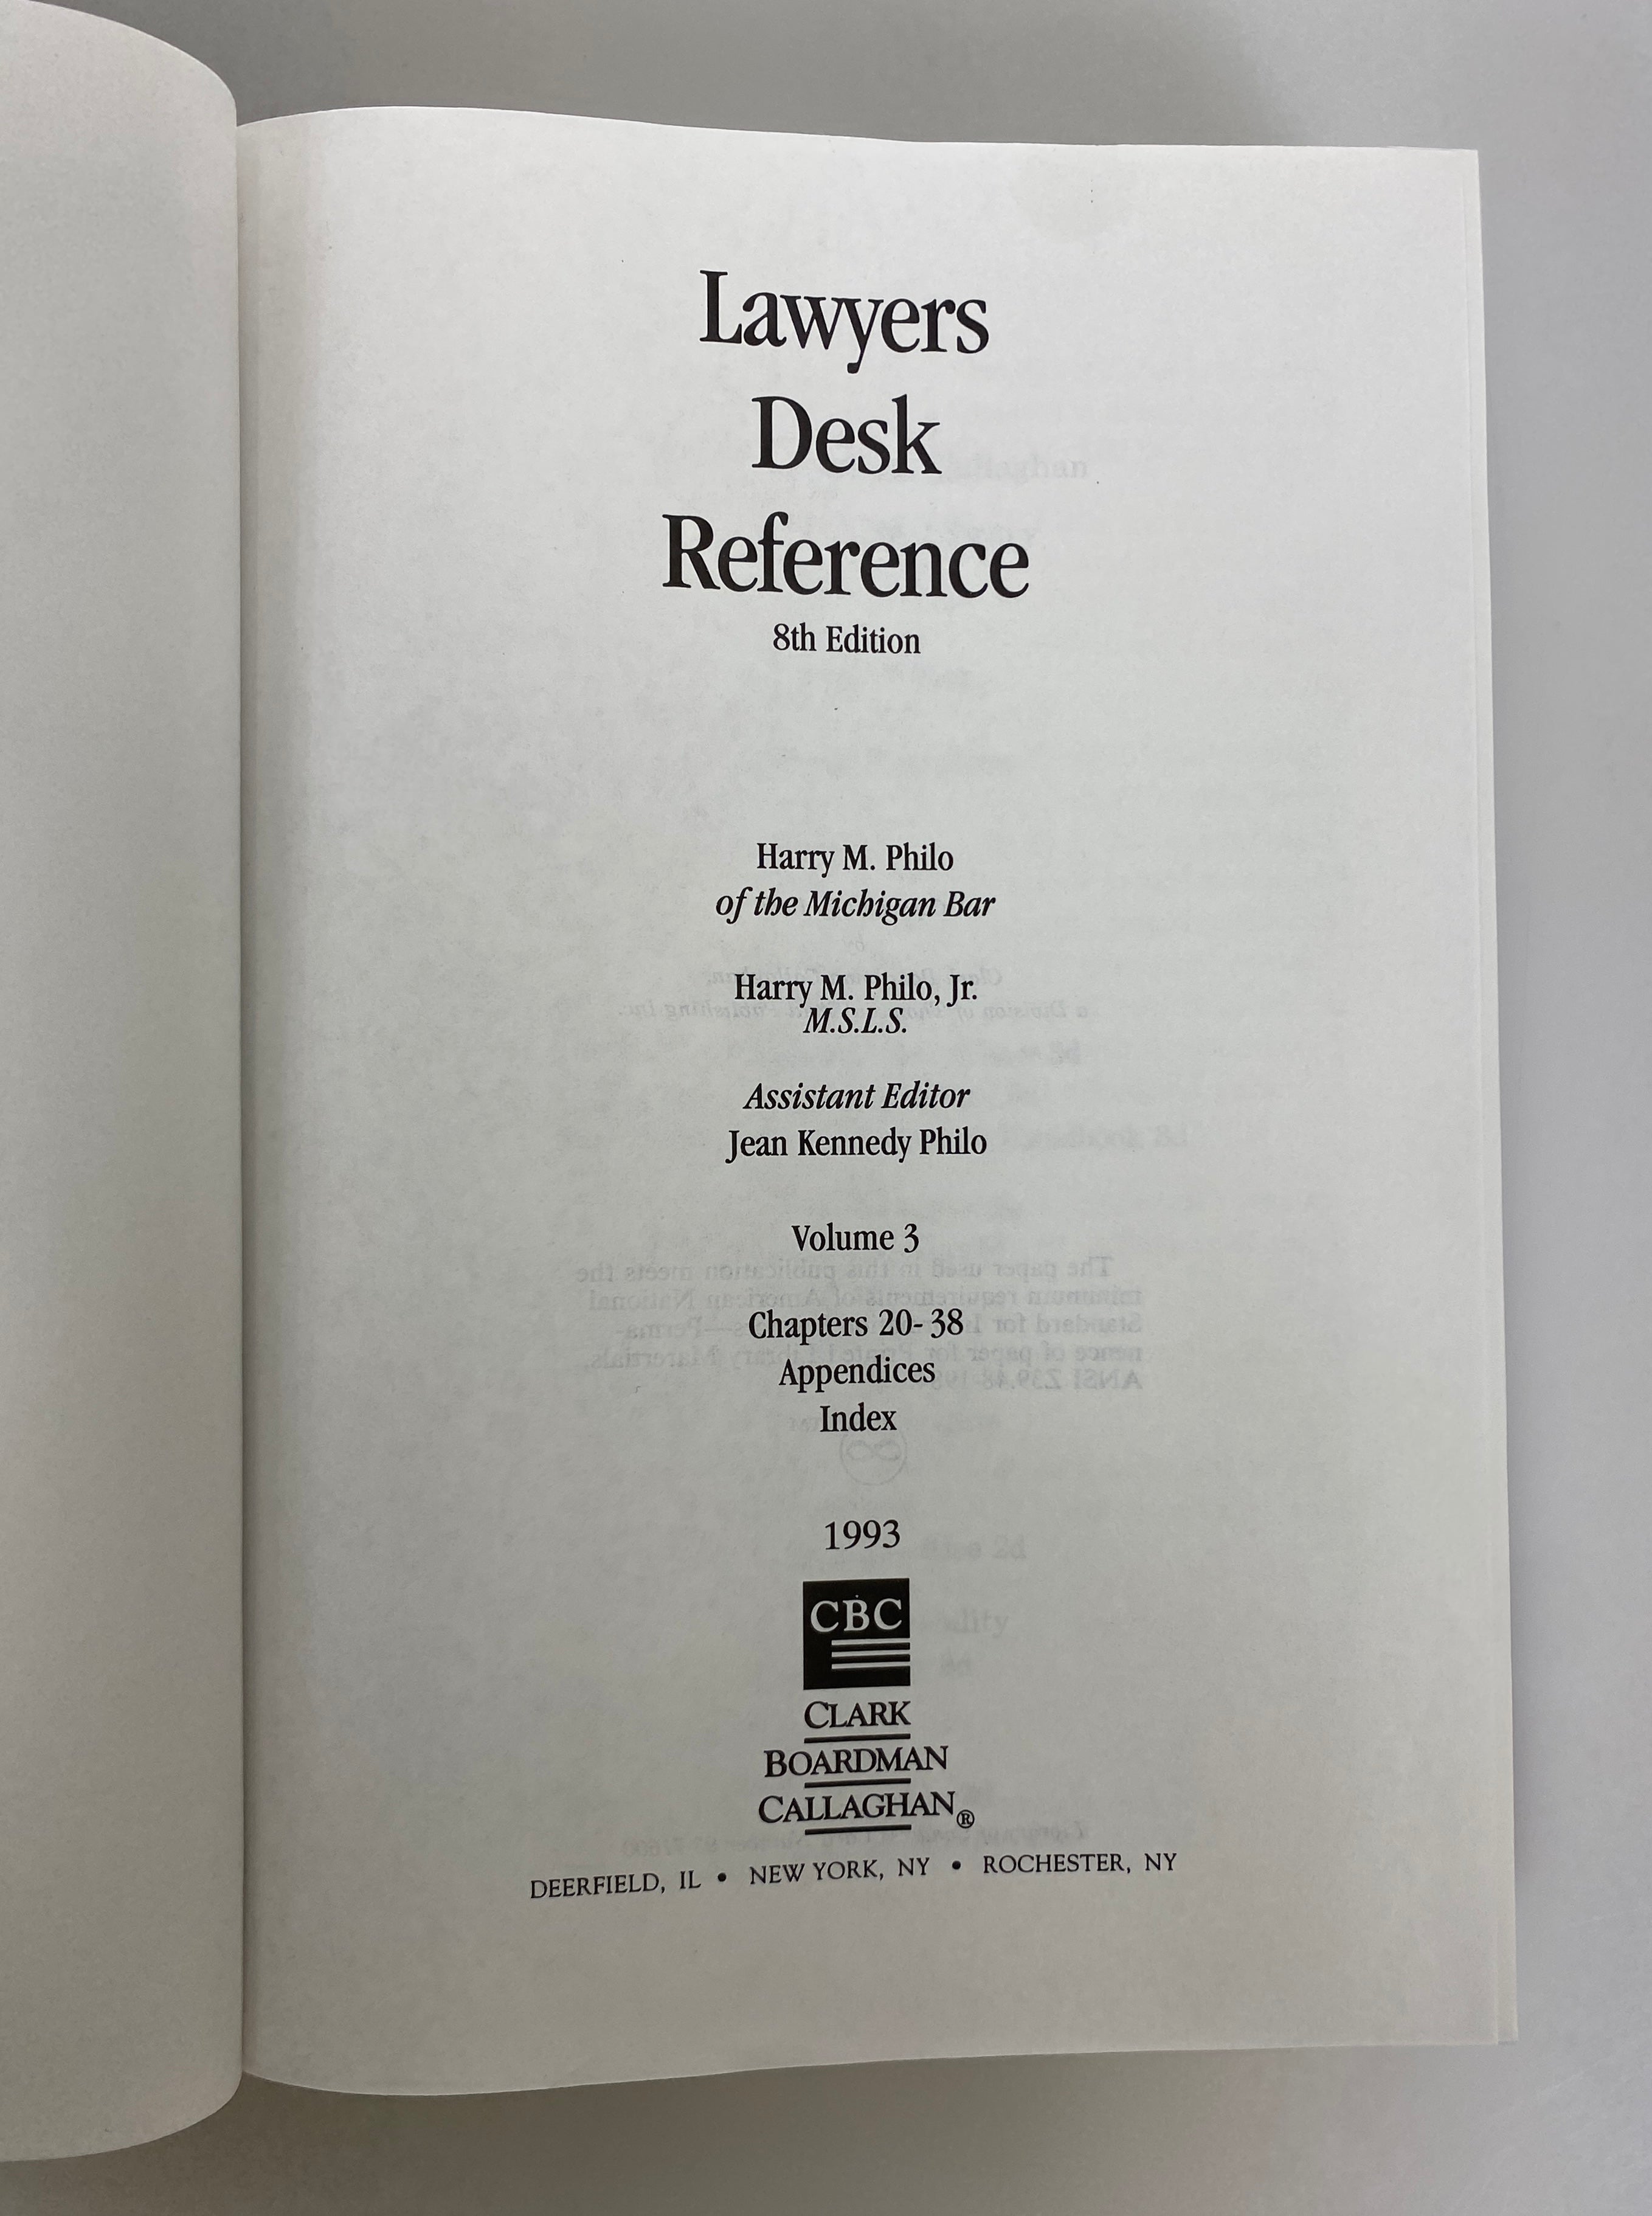 Lawyers
Desk
Reference
8th Edition
Harry M. Philo
of the Michigan Bar
Harry M. Philo, Jr.
M.S.L.S.
Assistant Editor
Jean Kennedy Philo
Volume 3
Chapters 20-38
Appendices
Index
1993
CBC
CLARK
BOARDMAN
CALLAGHAN®
DEERFIELD, IL • NEW YORK, NY • ROCHESTER, NY